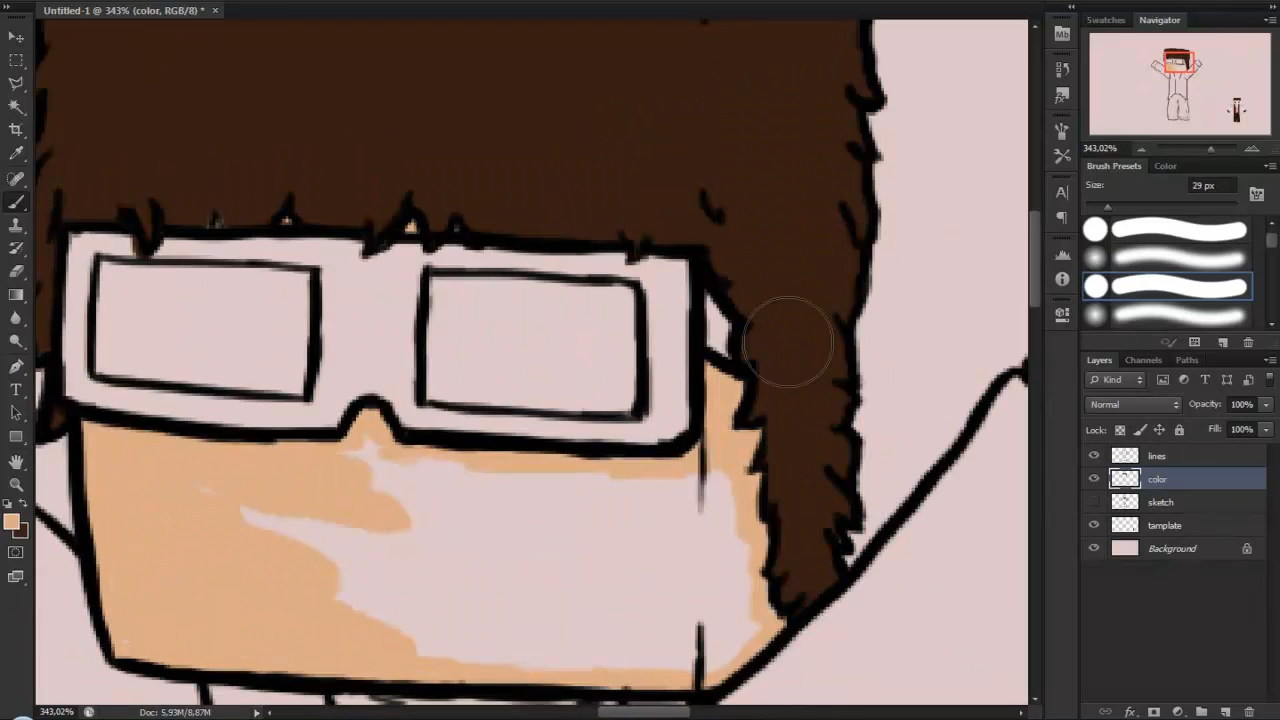 Untitled-1 @ 343% (color, RGB/8) * ×
Swatches Navigator
343,02%
Brush Presets Color
Size: 29 px
Layers Channels Paths
Kind
Normal Opacity: 100%
Lock: Fill: 100%
lines
color
sketch
tamplate
Background
343,02% Doc: 5,93M/8,87M